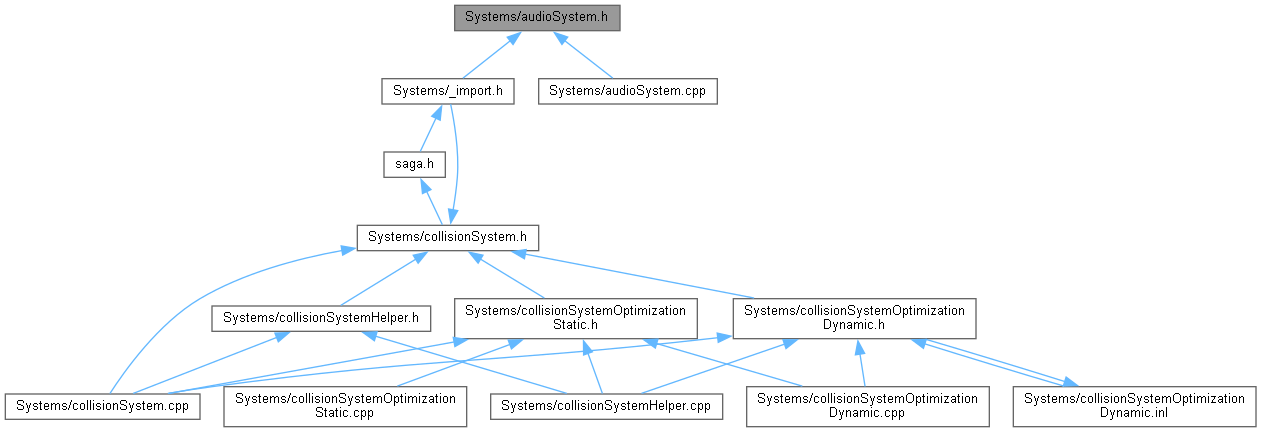 Systems/audioSystem.h
Systems/_import.h
Systems/audioSystem.cpp
saga.h
Systems/collisionSystem.h
Systems/collisionSystemHelper.h
Systems/collisionSystemOptimization
Static.h
Systems/collisionSystemOptimization
Dynamic.h
Systems/collisionSystem.cpp
Systems/collisionSystemOptimization
Static.cpp
Systems/collisionSystemHelper.cpp
Systems/collisionSystemOptimization
Dynamic.cpp
Systems/collisionSystemOptimization
Dynamic.inl